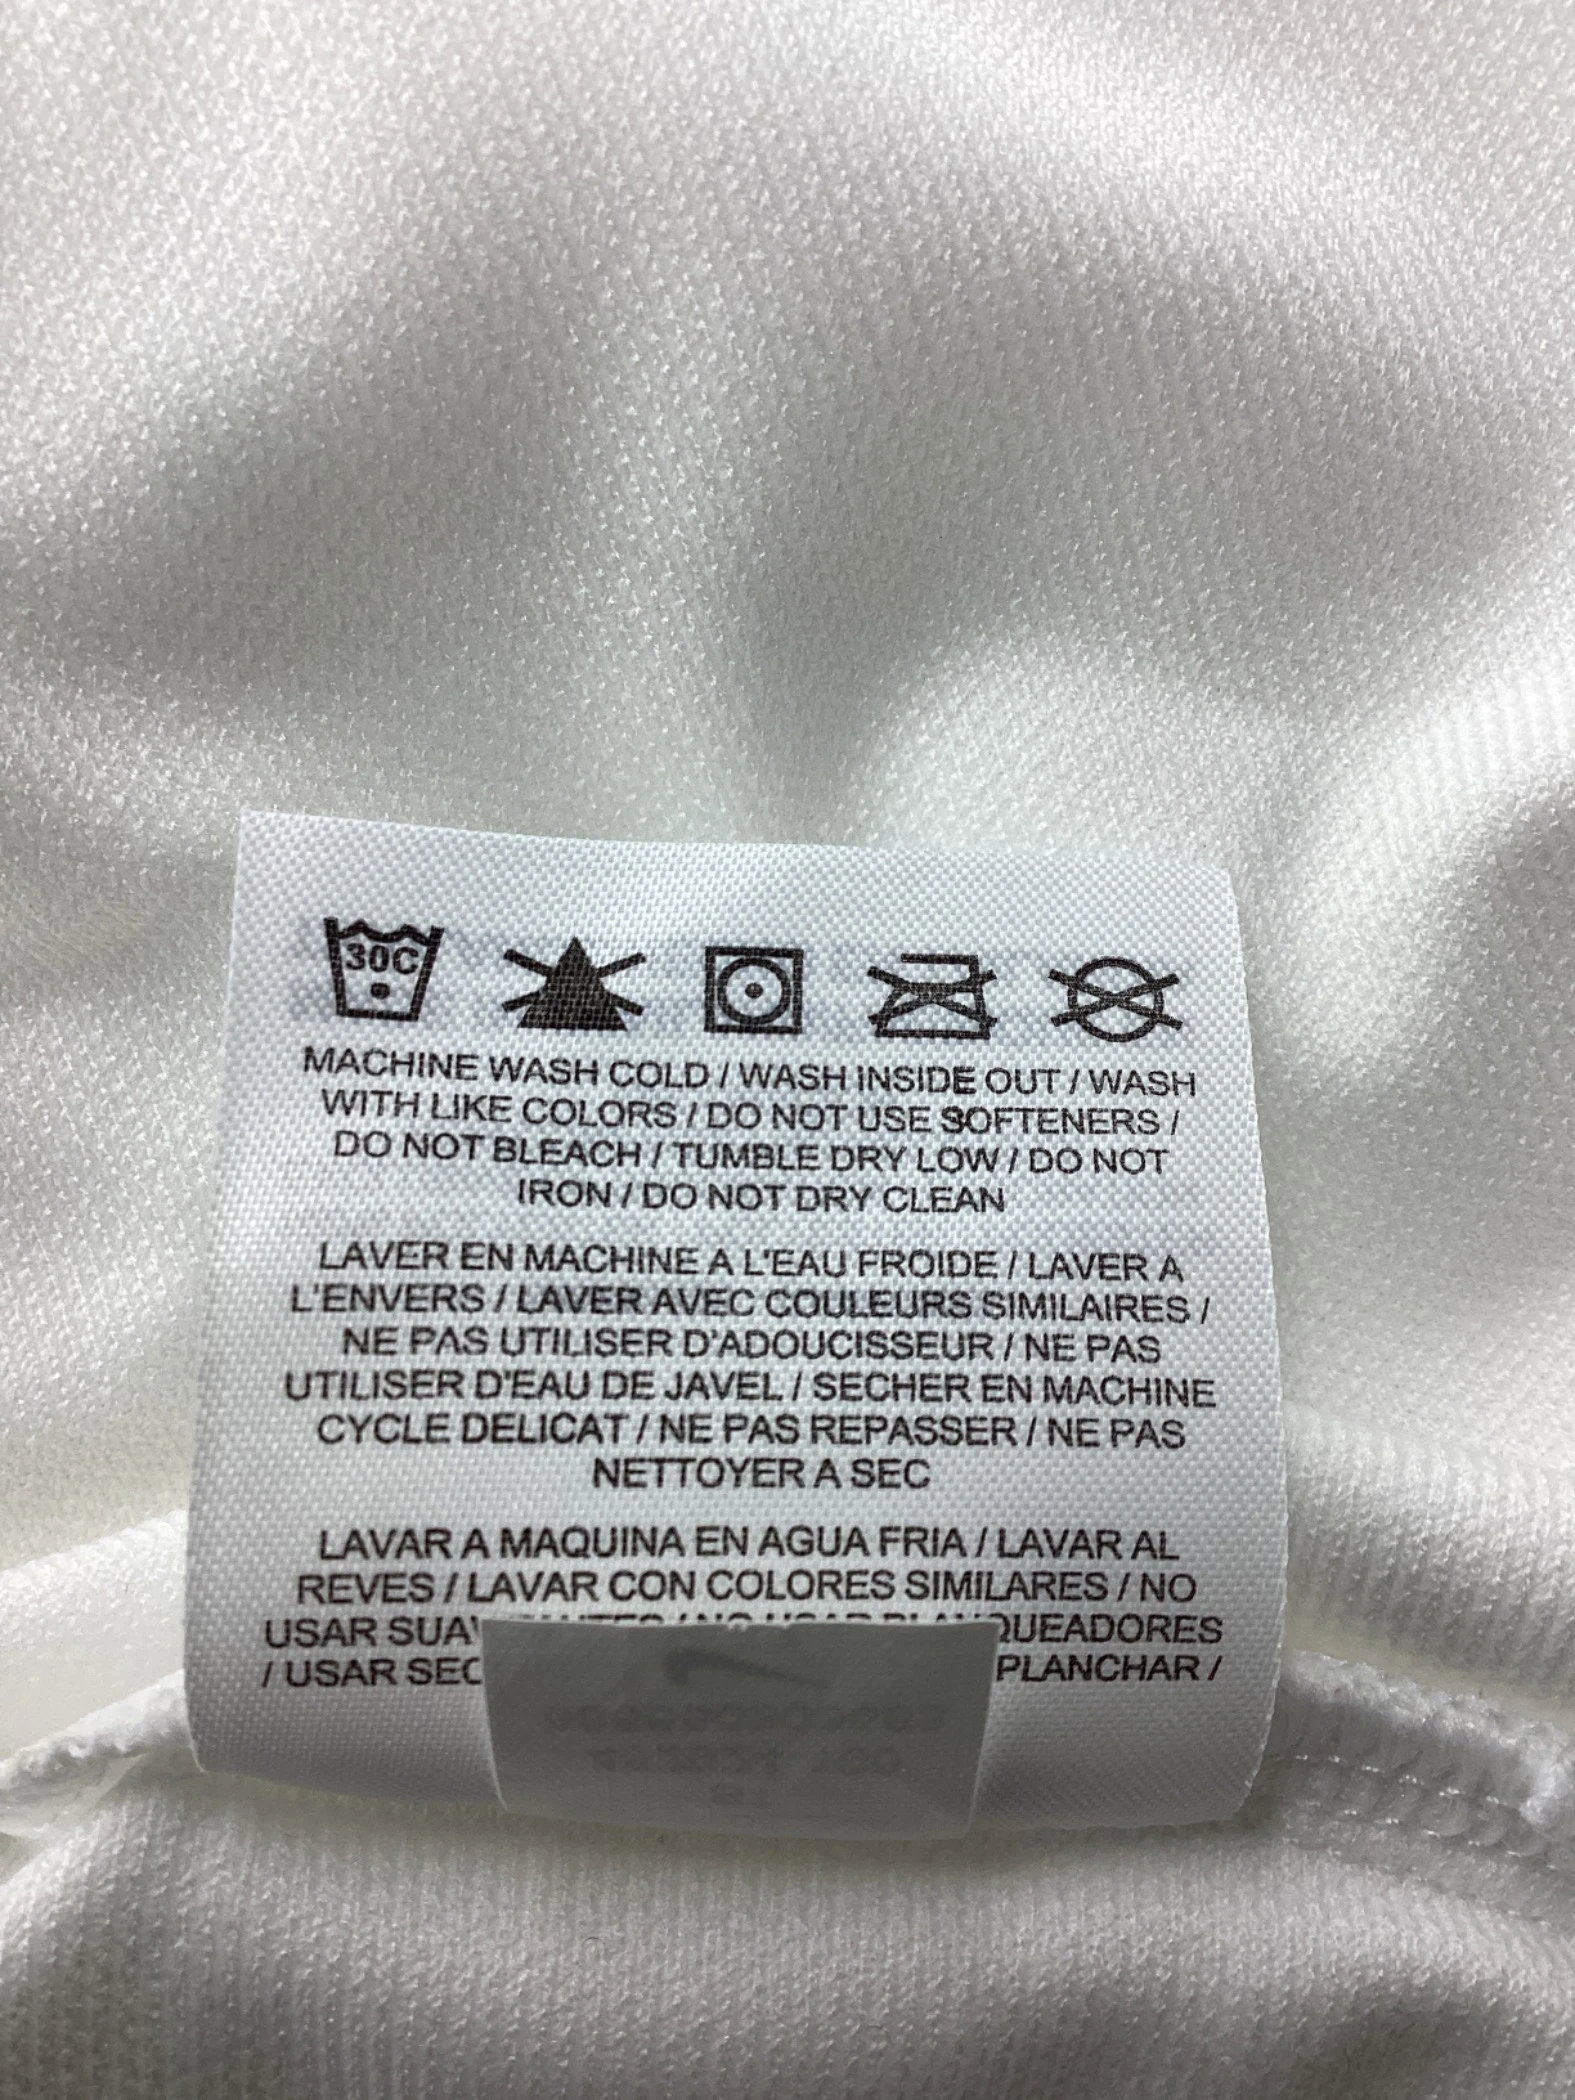 30C
MACHINE WASH COLD / WASH INSIDE OUT / WASH
WITH LIKE COLORS / DO NOT USE SOFTENERS /
DO NOT BLEACH / TUMBLE DRY LOW / DO NOT
IRON / DO NOT DRY CLEAN
LAVER EN MACHINE A L'EAU FROIDE / LAVER A
L'ENVERS / LAVER AVEC COULEURS SIMILAIRES /
NE PAS UTILISER D'ADOUCISSEUR / NE PAS
UTILISER D'EAU DE JAVEL / SECHER EN MACHINE
CYCLE DELICAT / NE PAS REPASSER / NE PAS
NETTOYER A SEC
LAVAR A MAQUINA EN AGUA FRIA / LAVAR AL
REVES / LAVAR CON COLORES SIMILARES / NO
USAR / NO USAR BLANQUEADORES
/ USAR SEC PLANCHAR /